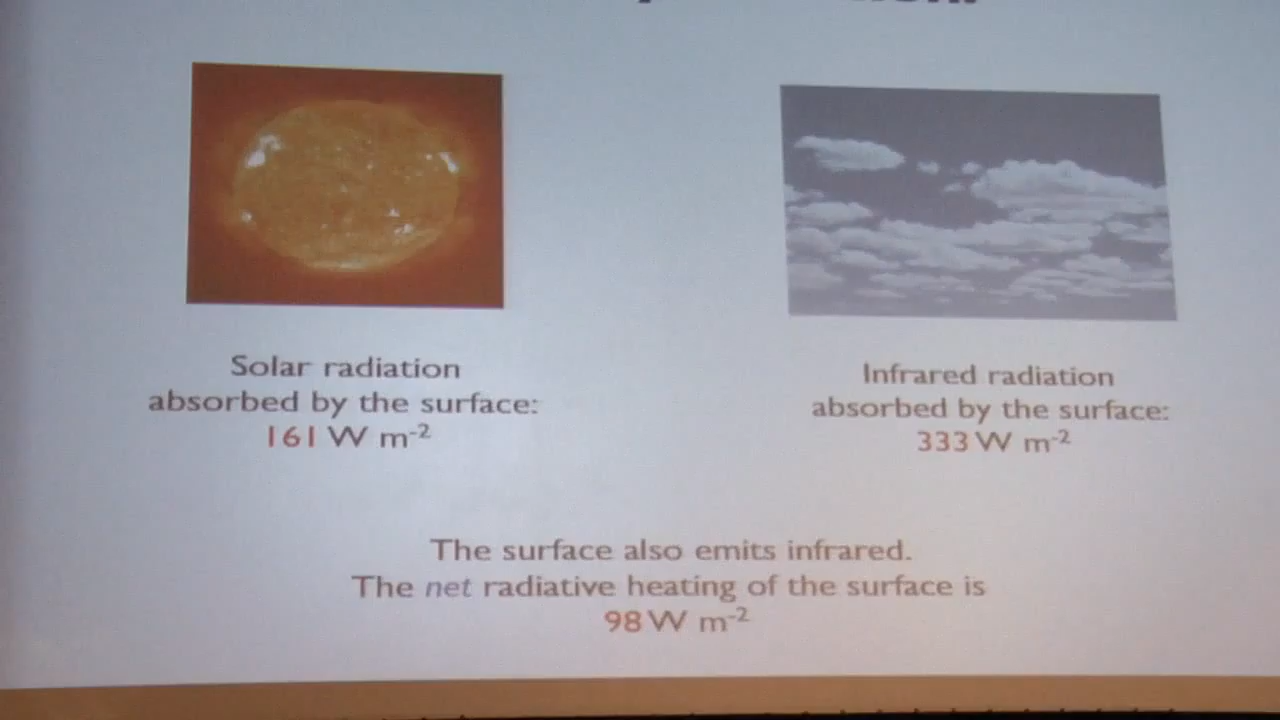 Solar radiation
absorbed by the surface:
161 W m-2
Infrared radiation
absorbed by the surface:
333 W m-2
The surface also emits infrared.
The net radiative heating of the surface is
98 W m-2